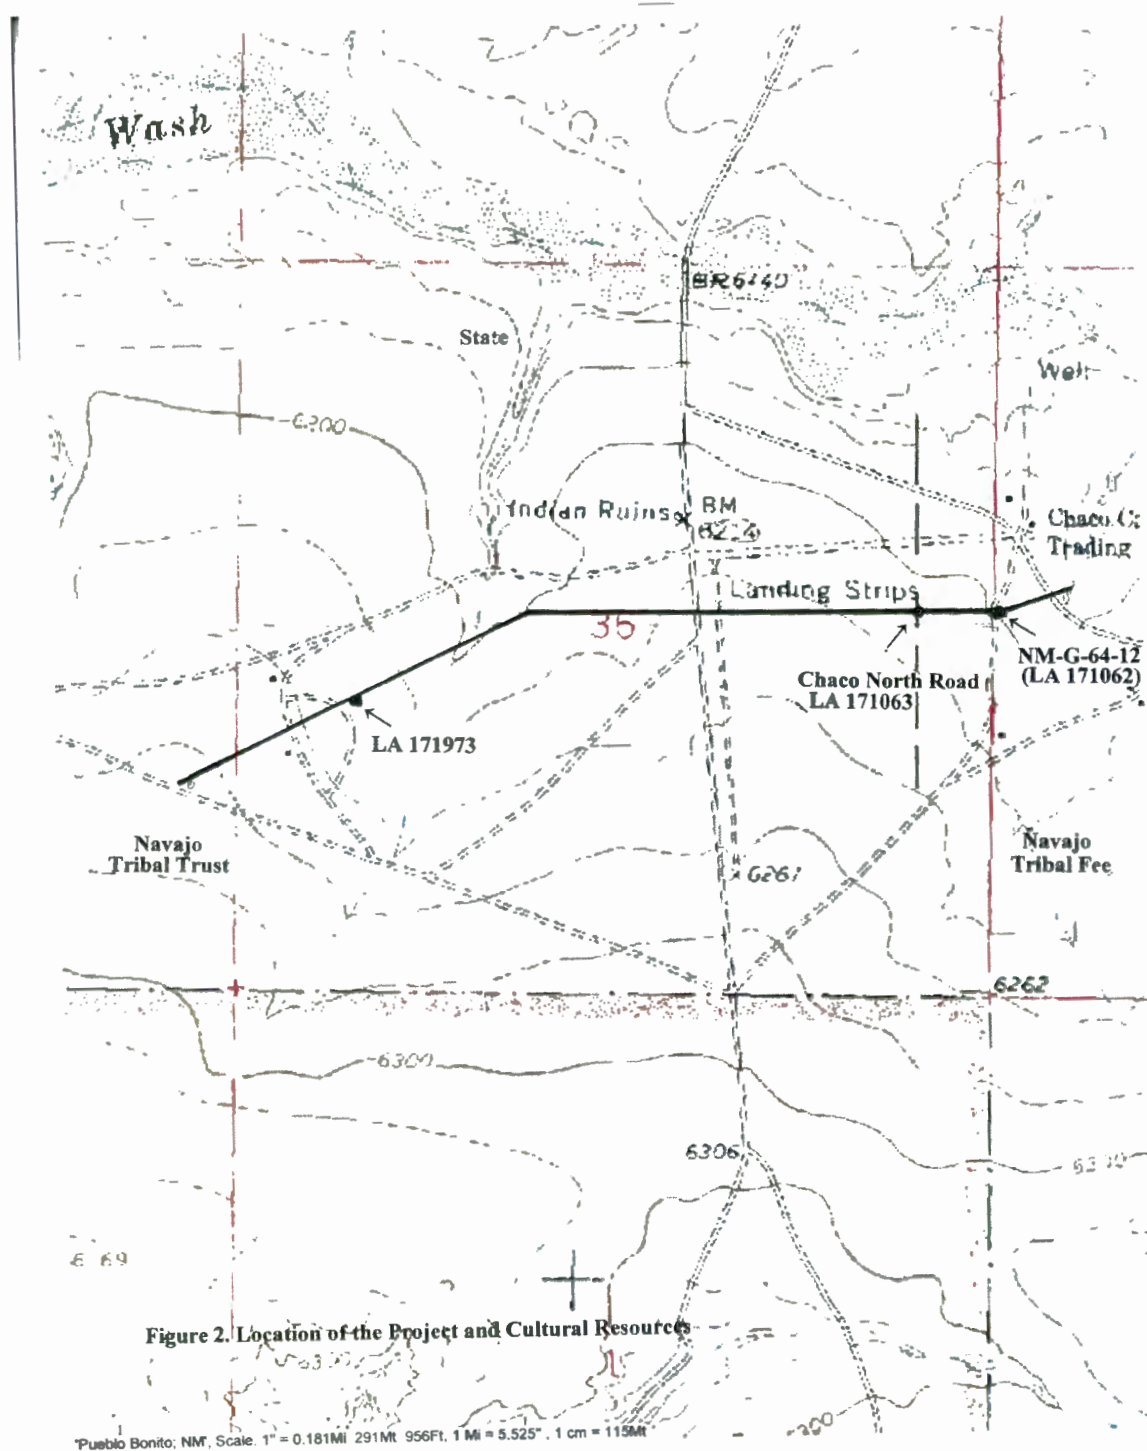 Wash
BR6140
State
Well
6200
Indian Ruins
BM
6224
Chaco
Trading
Landing Strips
35
NM-G-64-12
(LA 171062)
Chaco North Road
LA 171063
LA 171973
Navajo
Tribal Trust
Navajo
Tribal Fee
6261
6262
6300
6306
Figure 2. Location of the Project and Cultural Resources
"Pueblo Bonito; NM", Scale. 1" = 0.181Mi 291Mt 956Ft, 1 Mi = 5.525" , 1 cm = 115Mt